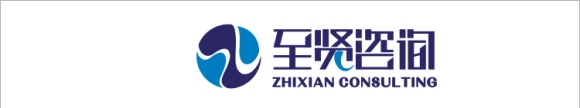 至贤咨询
ZHIXIAN CONSULTING